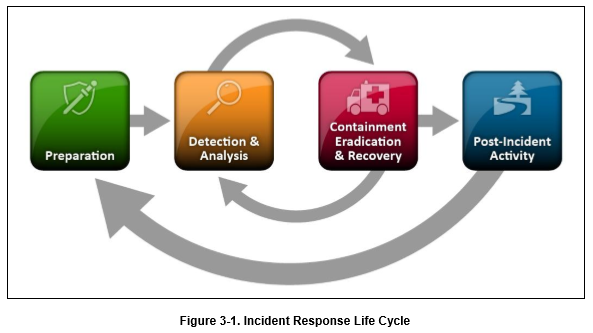 Preparation
Detection &
Analysis
Containment
Eradication
& Recovery
Post-Incident
Activity
Figure 3-1. Incident Response Life Cycle